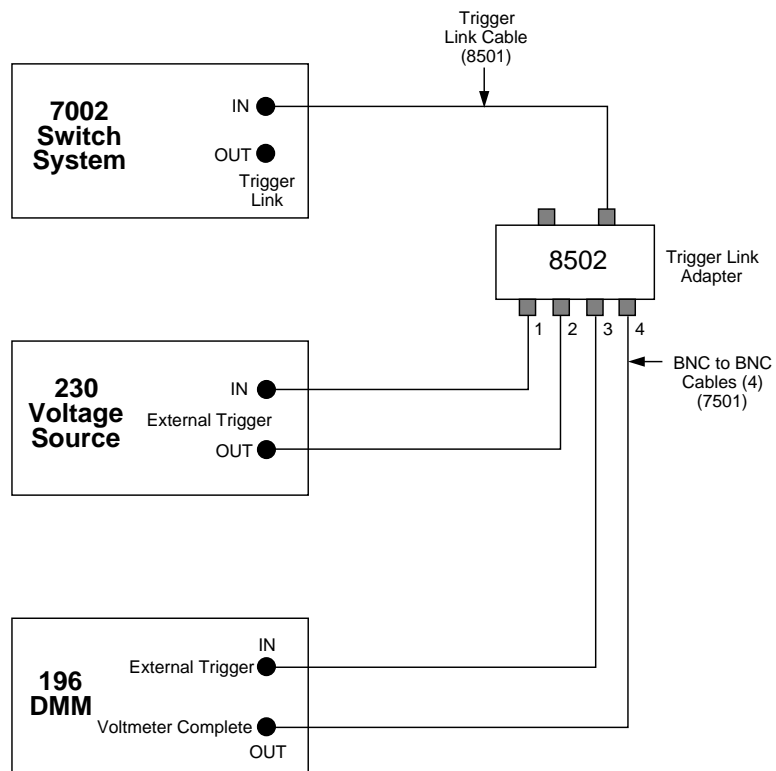 Trigger
Link Cable
(8501)
7002
Switch
System
IN
OUT
Trigger
Link
8502
Trigger Link
Adapter
1
2
3
4
BNC to BNC
Cables (4)
(7501)
230
Voltage
Source
IN
External Trigger
OUT
196
DMM
IN
External Trigger
Voltmeter Complete
OUT